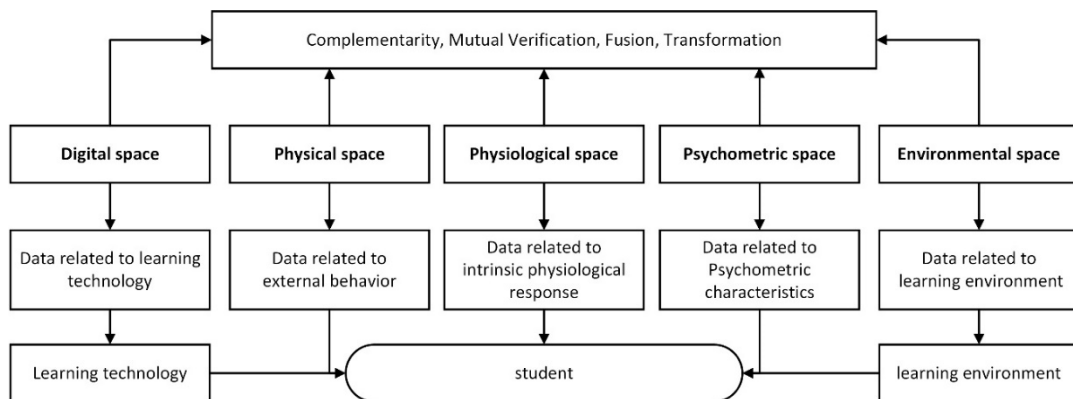 Complementarity, Mutual Verification, Fusion, Transformation
Digital space
Physical space
Physiological space
Psychometric space
Environmental space
Data related to learning
technology
Data related to
external behavior
Data related to
intrinsic physiological
response
Data related to
Psychometric
characteristics
Data related to
learning environment
Learning technology
student
learning environment